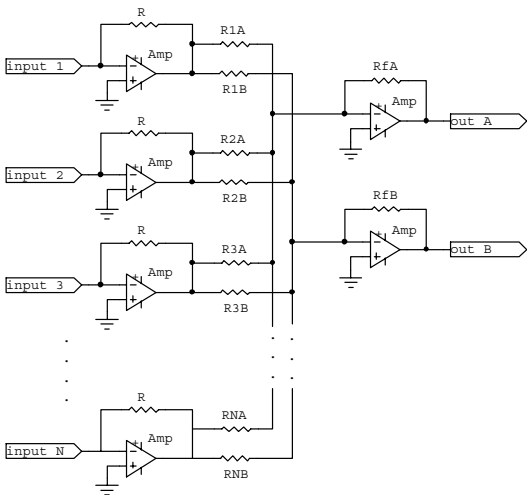 R
R1A
input 1
Amp
R1B
RfA
Amp
out A
R
R2A
input 2
Amp
R2B
RfB
Amp
out B
R
R3A
input 3
Amp
R3B
R
RNA
input N
Amp
RNB